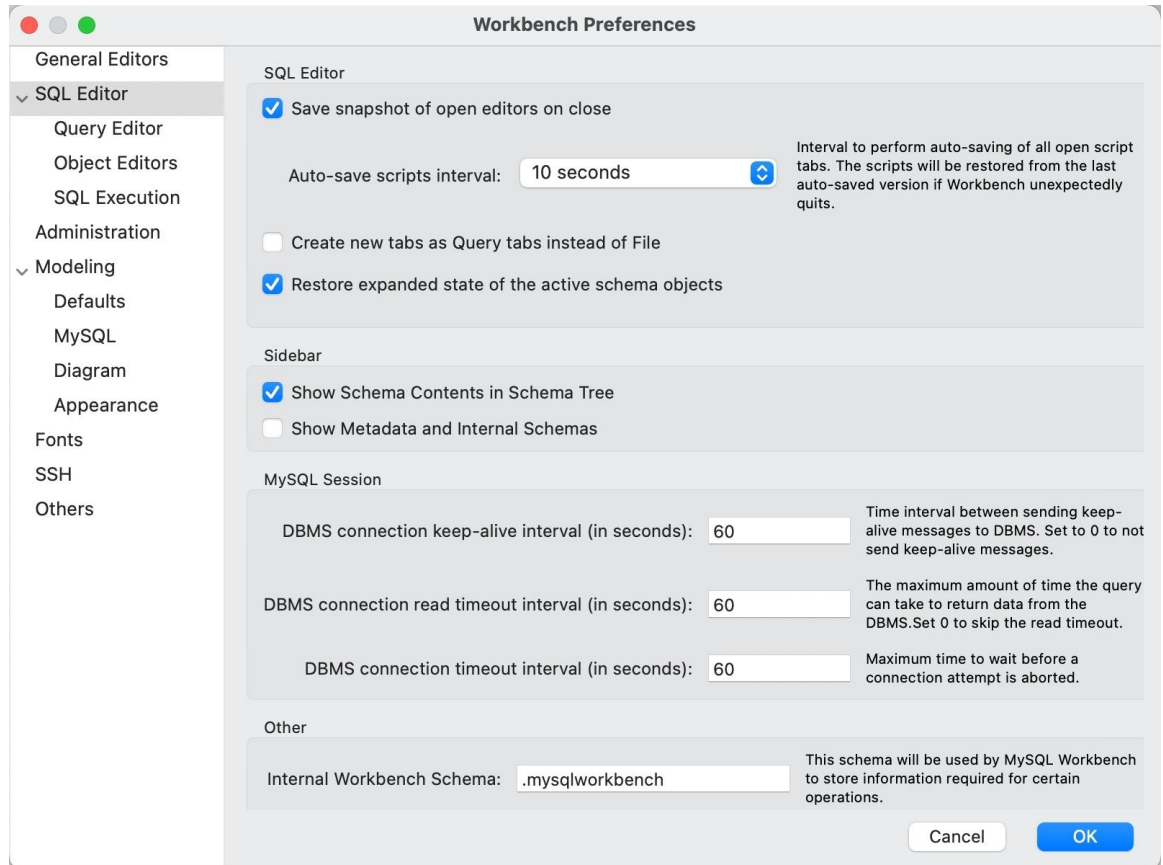 Workbench Preferences
General Editors
SQL Editor
Query Editor
Object Editors
SQL Execution
Administration
Modeling
Defaults
MySQL
Diagram
Appearance
Fonts
SSH
Others
SQL Editor
Save snapshot of open editors on close
Auto-save scripts interval:
10 seconds
Interval to perform auto-saving of all open script
tabs. The scripts will be restored from the last
auto-saved version if Workbench unexpectedly
quits.
Create new tabs as Query tabs instead of File
Restore expanded state of the active schema objects
Sidebar
Show Schema Contents in Schema Tree
Show Metadata and Internal Schemas
MySQL Session
DBMS connection keep-alive interval (in seconds):
60
Time interval between sending keep-
alive messages to DBMS. Set to 0 to not
send keep-alive messages.
DBMS connection read timeout interval (in seconds):
60
The maximum amount of time the query
can take to return data from the
DBMS.Set 0 to skip the read timeout.
DBMS connection timeout interval (in seconds):
60
Maximum time to wait before a
connection attempt is aborted.
Other
Internal Workbench Schema:
.mysqlworkbench
This schema will be used by MySQL Workbench
to store information required for certain
operations.
Cancel
OK